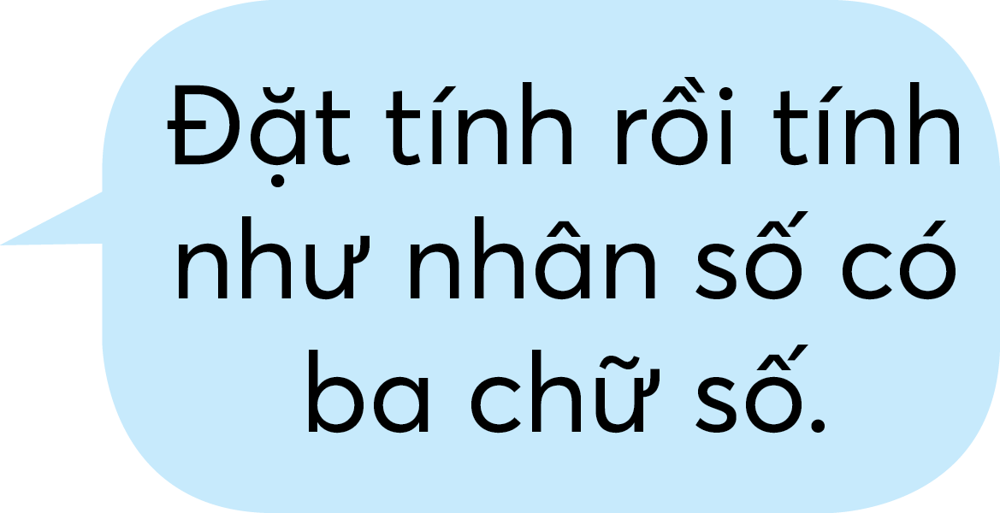 Đặt tính rồi tính
như nhân số có
ba chữ số.